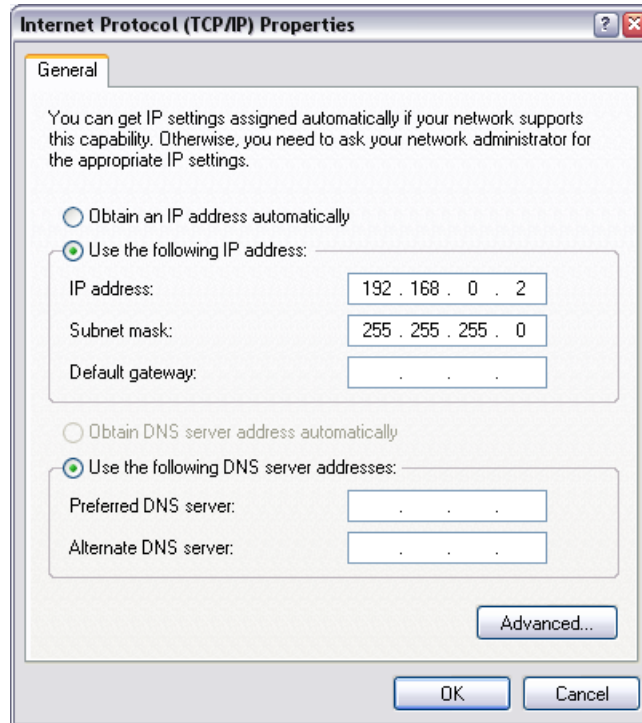 Internet Protocol (TCP/IP) Properties
General
You can get IP settings assigned automatically if your network supports
this capability. Otherwise, you need to ask your network administrator for
the appropriate IP settings.
Obtain an IP address automatically
Use the following IP address:
IP address: 192 . 168 . 0 . 2
Subnet mask: 255 . 255 . 255 . 0
Default gateway: . . .
Obtain DNS server address automatically
Use the following DNS server addresses:
Preferred DNS server: . . .
Alternate DNS server: . . .
Advanced...
OK Cancel